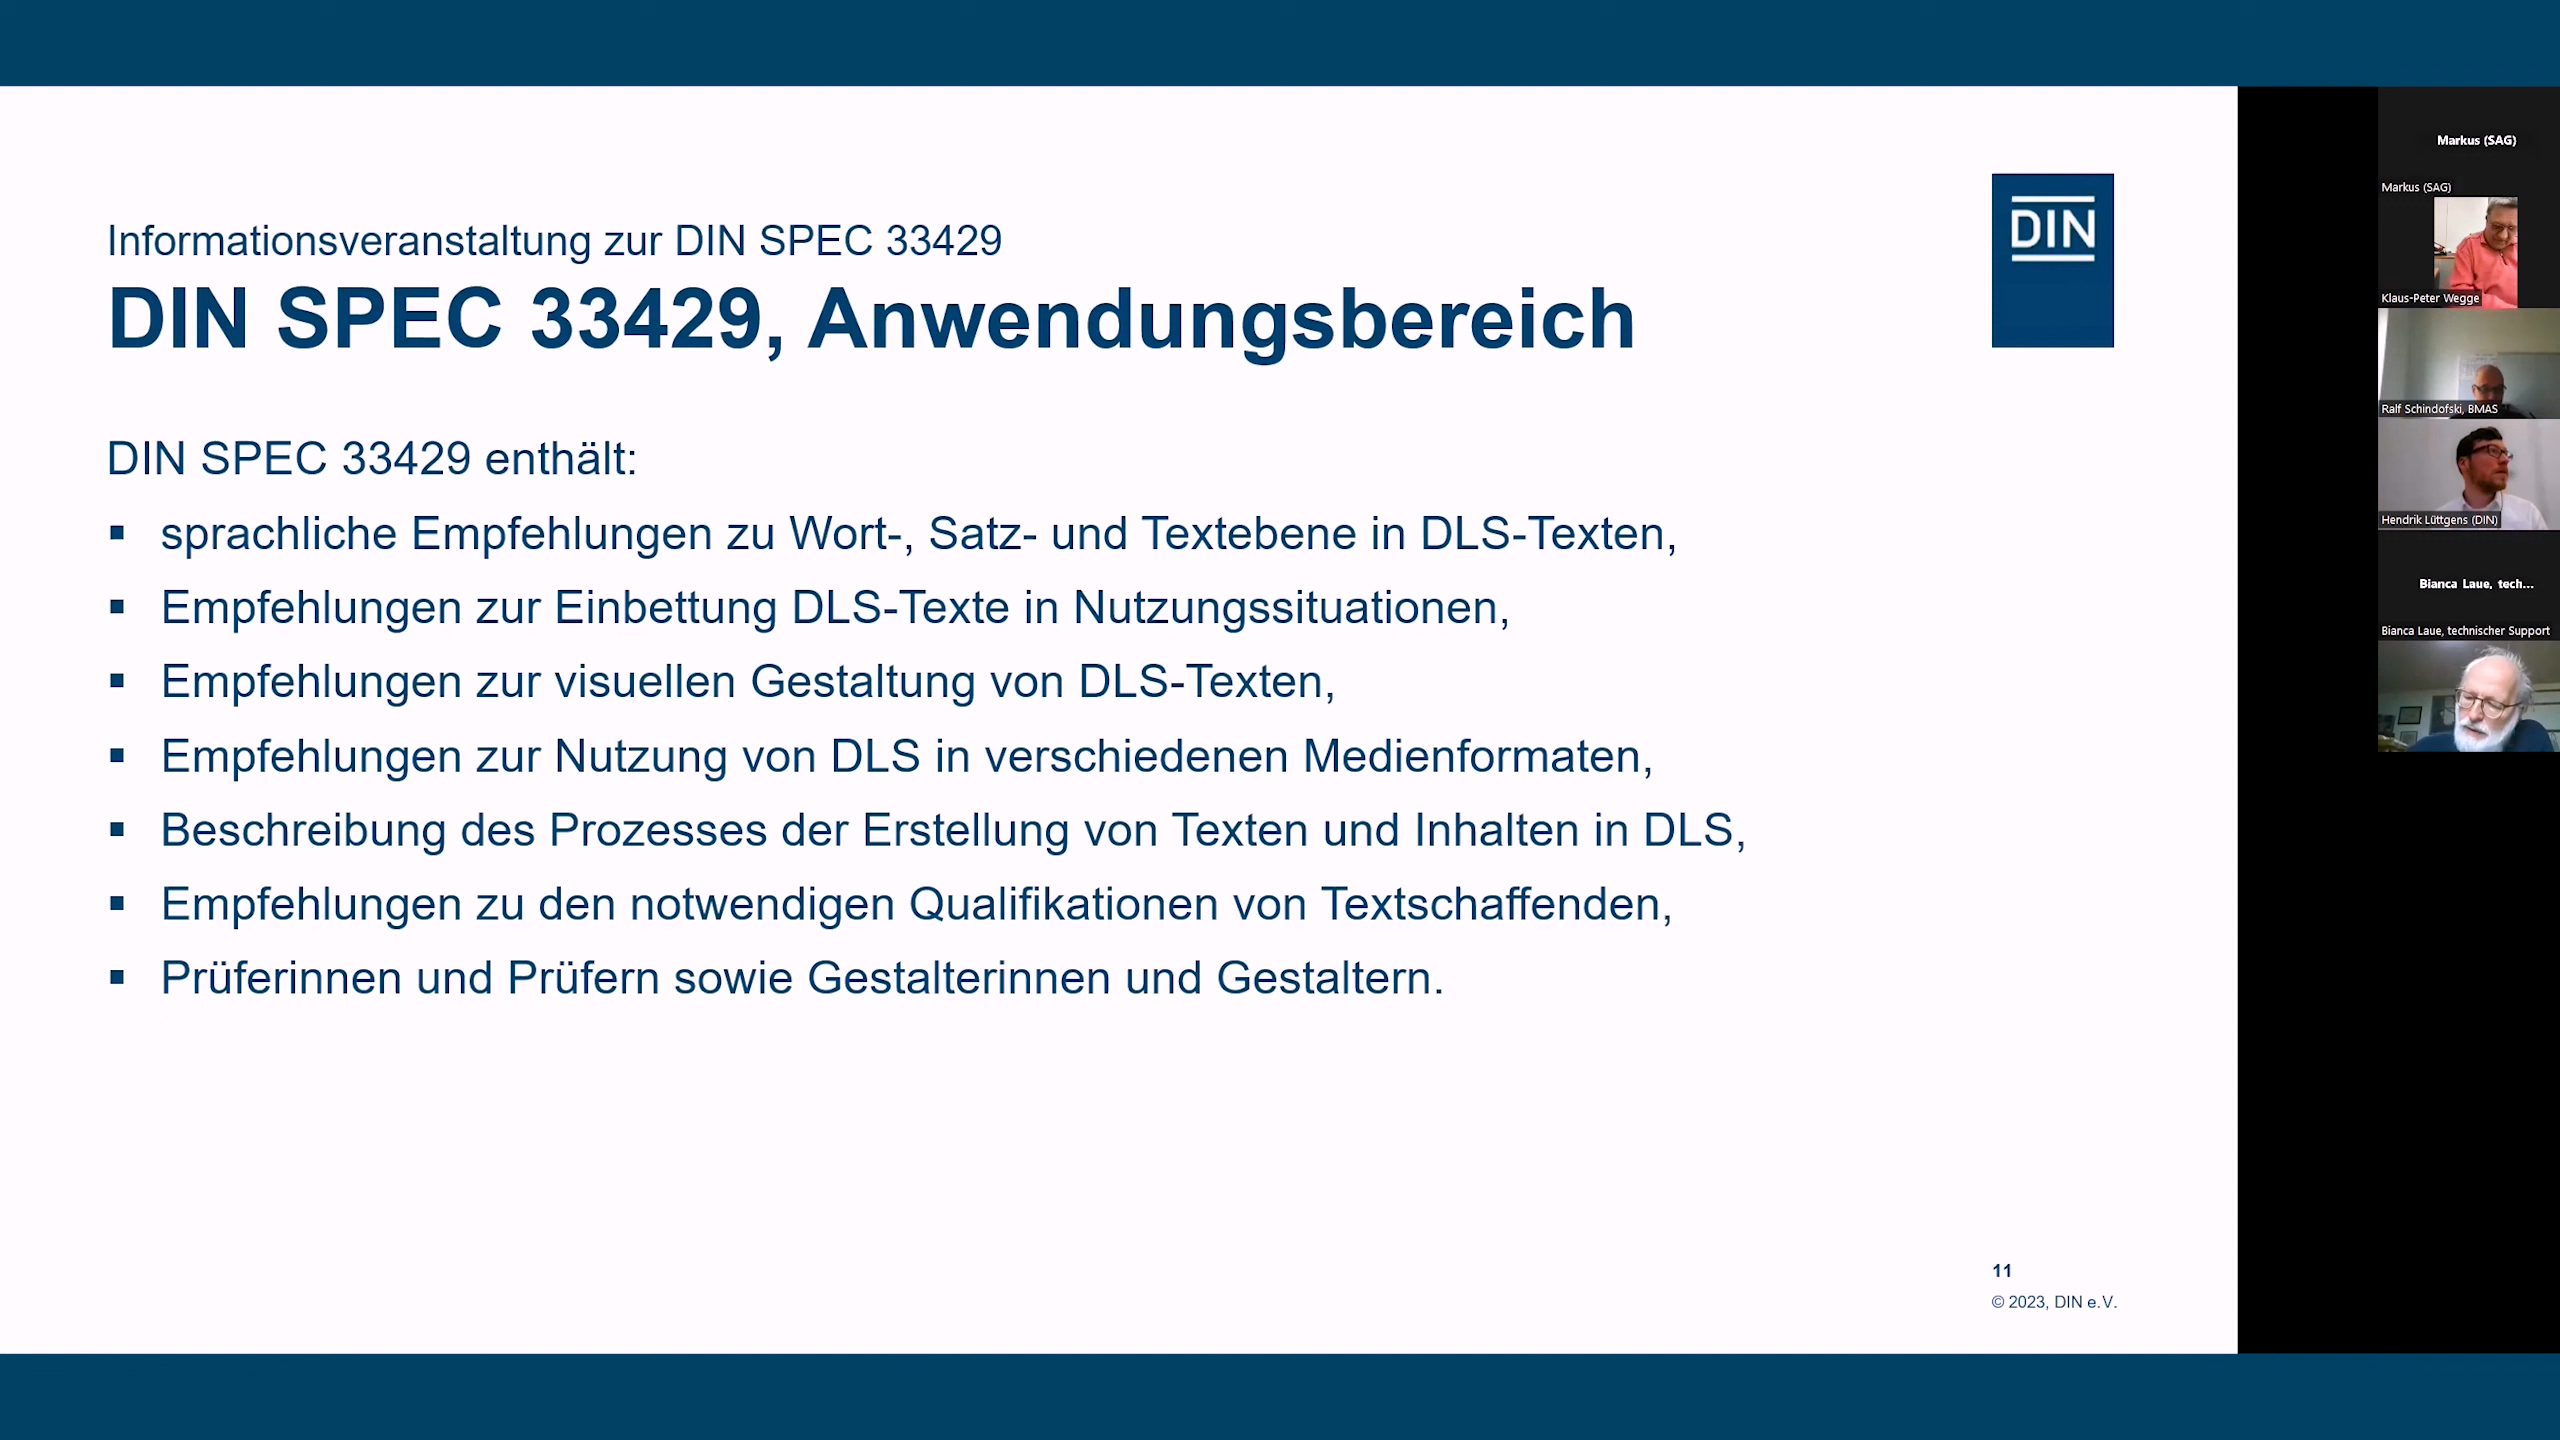 Informationsveranstaltung zur DIN SPEC 33429
DIN SPEC 33429, Anwendungsbereich
DIN
DIN SPEC 33429 enthält:
▪ sprachliche Empfehlungen zu Wort-, Satz- und Textebene in DLS-Texten,
▪ Empfehlungen zur Einbettung DLS-Texte in Nutzungssituationen,
▪ Empfehlungen zur visuellen Gestaltung von DLS-Texten,
▪ Empfehlungen zur Nutzung von DLS in verschiedenen Medienformaten,
▪ Beschreibung des Prozesses der Erstellung von Texten und Inhalten in DLS,
▪ Empfehlungen zu den notwendigen Qualifikationen von Textschaffenden,
▪ Prüferinnen und Prüfern sowie Gestalterinnen und Gestaltern.
11
© 2023, DIN e.V.
Markus (SAG)
Markus (SAG)
Klaus-Peter Wegge
Ralf Schindofski, BMAS
Hendrik Lüttgens (DIN)
Bianca Laue, tech...
Bianca Laue, technischer Support